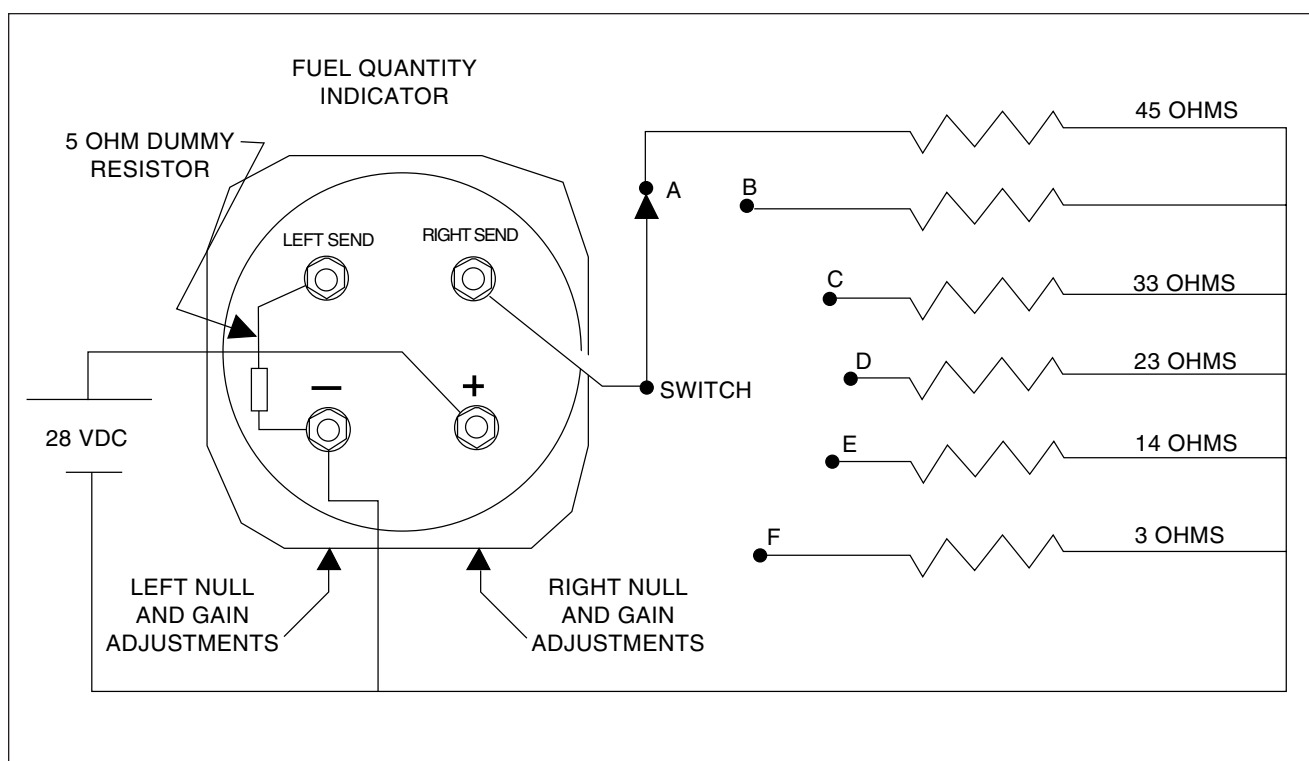 FUEL QUANTITY
INDICATOR
5 OHM DUMMY
RESISTOR
LEFT SEND
RIGHT SEND
−
+
28 VDC
SWITCH
A
B
C
D
E
F
45 OHMS
33 OHMS
23 OHMS
14 OHMS
3 OHMS
LEFT NULL
AND GAIN
ADJUSTMENTS
RIGHT NULL
AND GAIN
ADJUSTMENTS